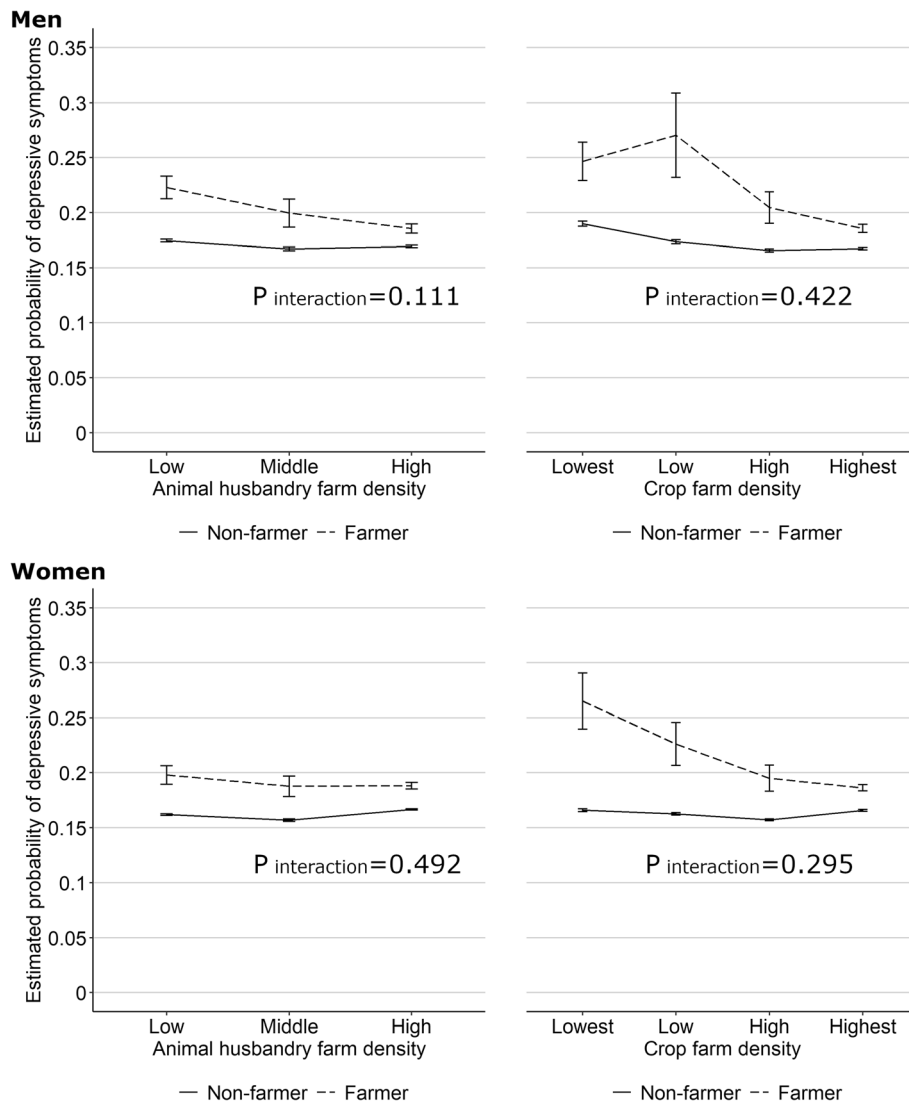 Men
Estimated probability of depressive symptoms
0.35
0.3
0.25
0.2
0.15
0.1
0.05
0
P interaction=0.111
P interaction=0.422
Low Middle High
Animal husbandry farm density
Lowest Low High Highest
Crop farm density
Non-farmer Farmer
Non-farmer Farmer
Women
Estimated probability of depressive symptoms
0.35
0.3
0.25
0.2
0.15
0.1
0.05
0
P interaction=0.492
P interaction=0.295
Low Middle High
Animal husbandry farm density
Lowest Low High Highest
Crop farm density
Non-farmer Farmer
Non-farmer Farmer